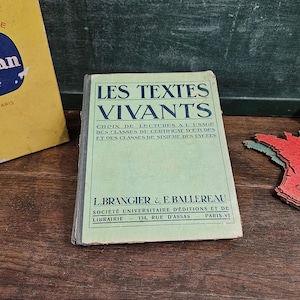 LES TEXTES
VIVANTS
CHOIX DE LECTURES À L'USAGE
DES CLASSES DU CERTIFICAT D'ÉTUDES
ET DES CLASSES DE SIXIÈME DES LYCÉES
L. BRANGIER & E. BALLEREAU
SOCIÉTÉ UNIVERSITAIRE D'ÉDITIONS ET DE
LIBRAIRIE — 134, RUE D'ASSAS — PARIS VI